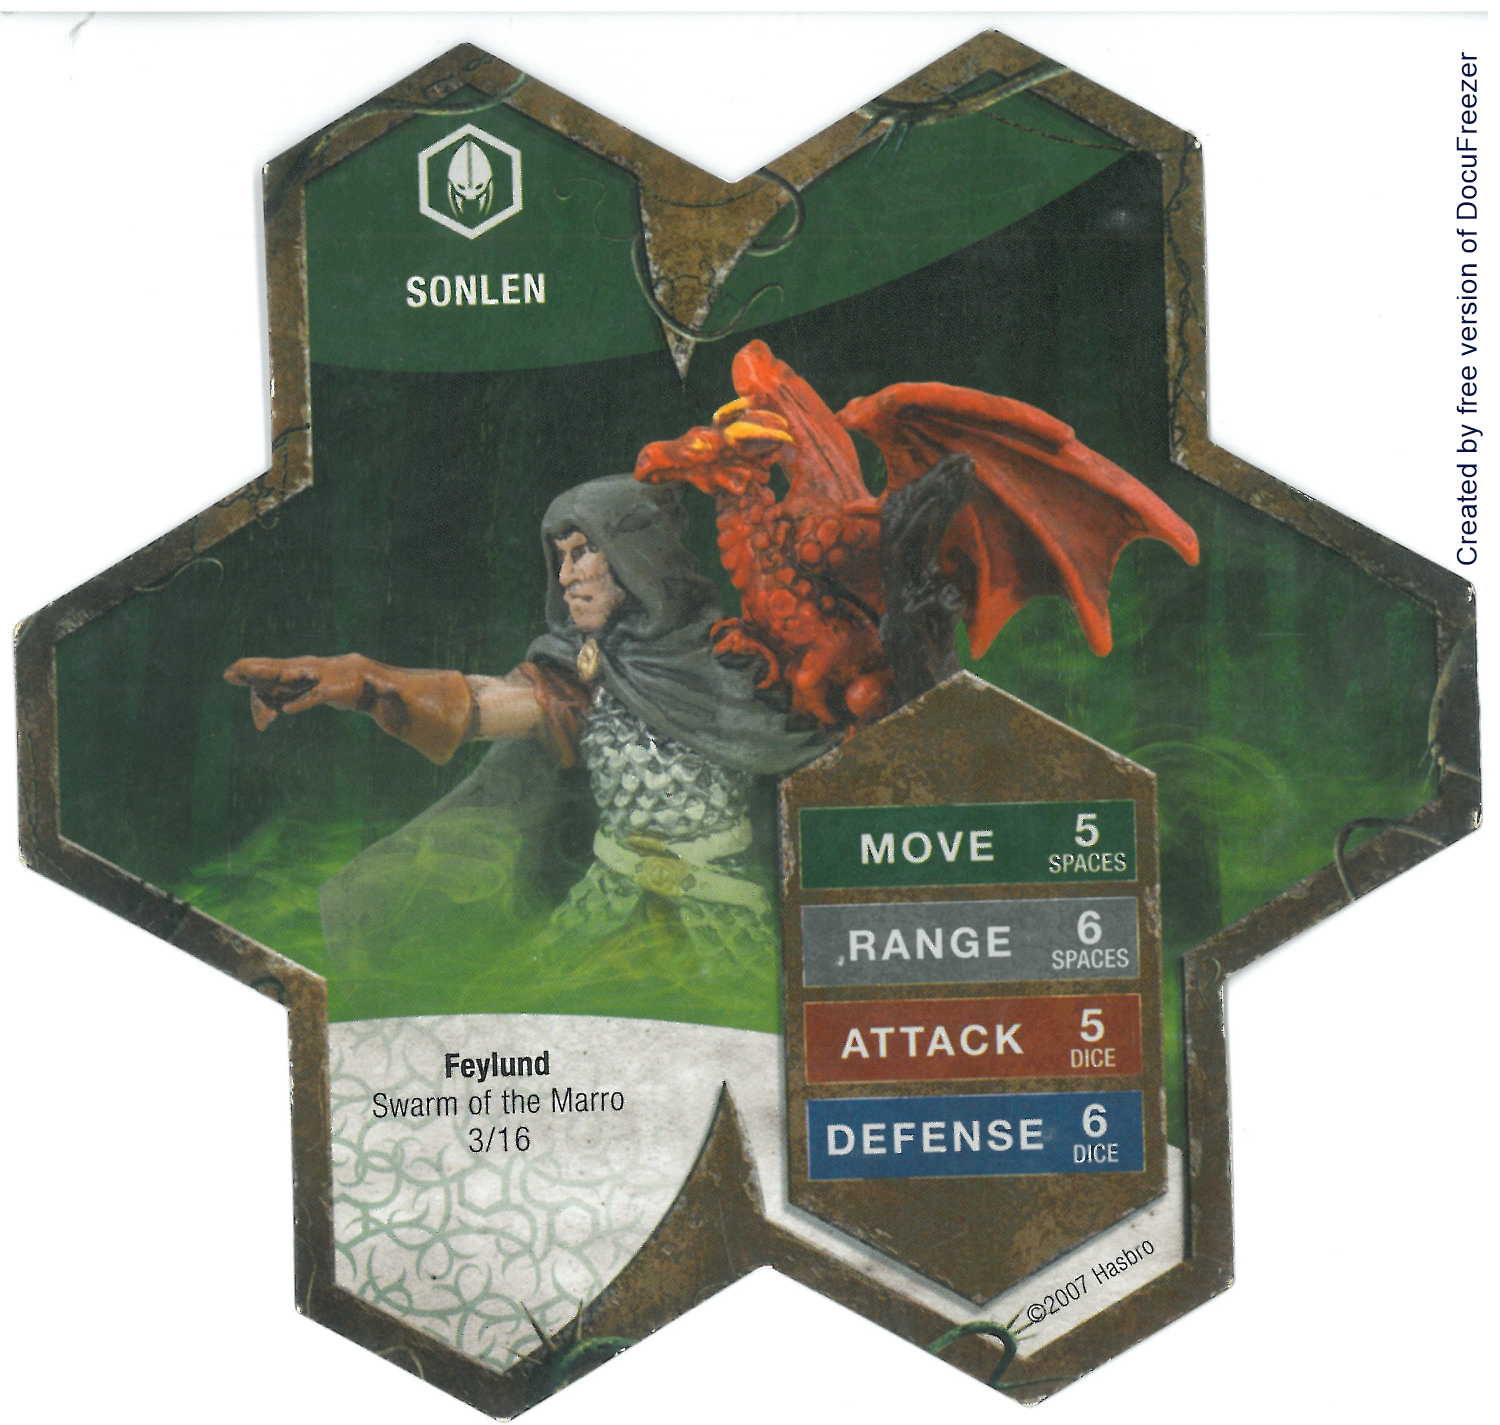 SONLEN
MOVE 5
SPACES
RANGE 6
SPACES
ATTACK 5
DICE
DEFENSE 6
DICE
Feylund
Swarm of the Marro
3/16
©2007 Hasbro
Created by free version of DocuFreezer